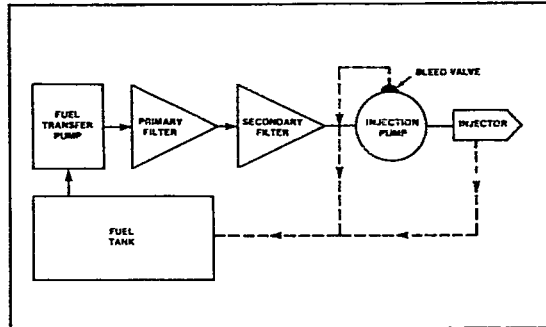 BLEED VALVE
FUEL
TRANSFER
PUMP
PRIMARY
FILTER
SECONDARY
FILTER
INJECTION
PUMP
INJECTOR
FUEL
TANK